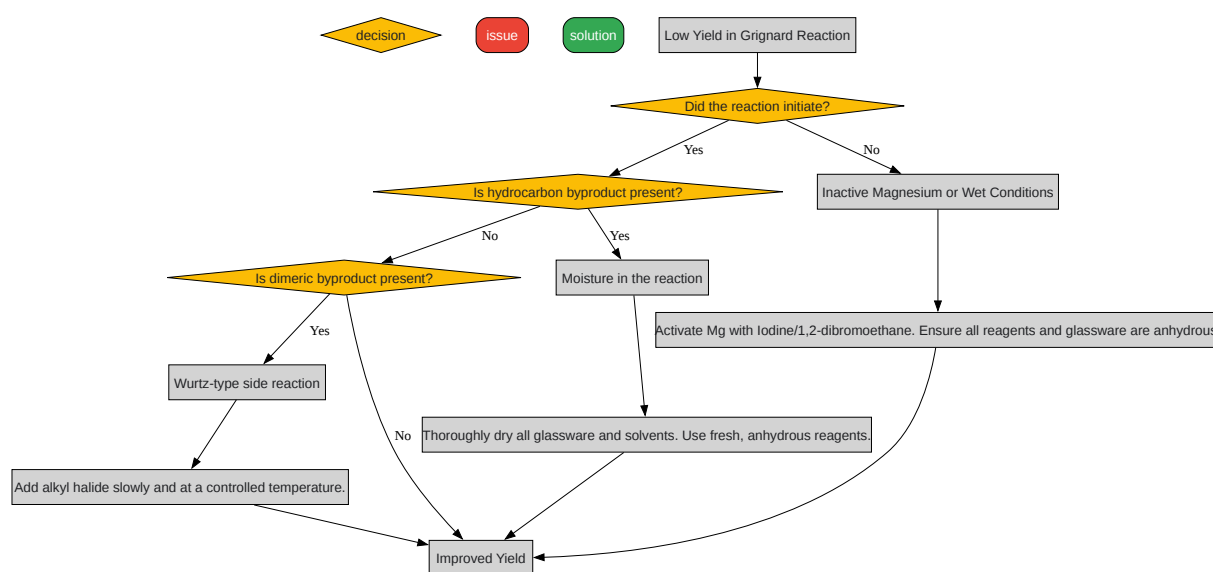 decision
issue
solution
Low Yield in Grignard Reaction
Did the reaction initiate?
Yes
No
Is hydrocarbon byproduct present?
Inactive Magnesium or Wet Conditions
No
Yes
Is dimeric byproduct present?
Moisture in the reaction
Yes
Activate Mg with Iodine/1,2-dibromoethane. Ensure all reagents and glassware are anhydrous
Wurtz-type side reaction
No
Thoroughly dry all glassware and solvents. Use fresh, anhydrous reagents.
Add alkyl halide slowly and at a controlled temperature.
Improved Yield